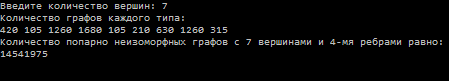 Введите количество вершин: 7
Количество графов каждого типа:
420 105 1260 1680 105 210 630 1260 315
Количество попарно неизоморфных графов с 7 вершинами и 4-мя ребрами равно:
14541975